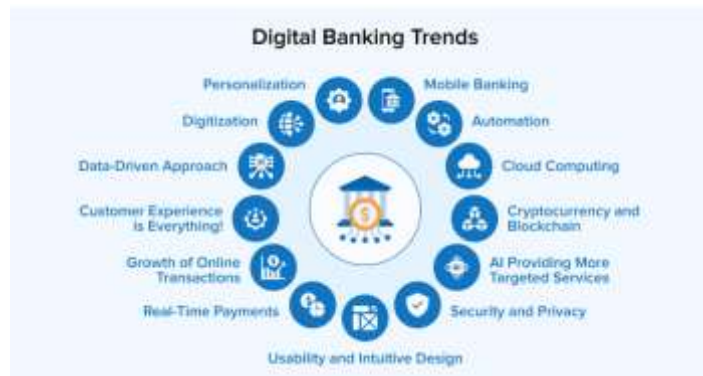 Digital Banking Trends
Personalization
Mobile Banking
Digitization
Automation
Data-Driven Approach
Cloud Computing
Customer Experience
is Everything!
Cryptocurrency and
Blockchain
Growth of Online
Transactions
AI Providing More
Targeted Services
Real-Time Payments
Security and Privacy
Usability and Intuitive Design